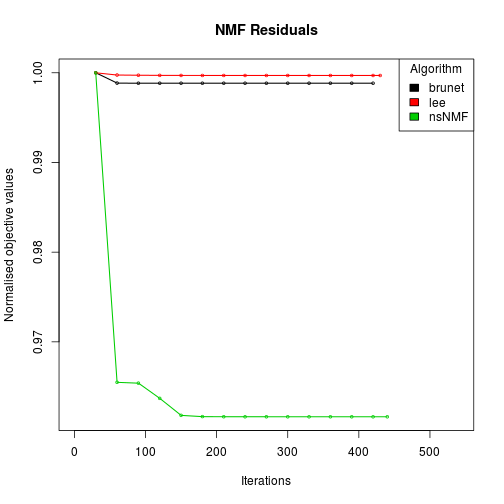 NMF Residuals
Algorithm
brunet
lee
nsNMF
Normalised objective values
1.00
0.99
0.98
0.97
0 100 200 300 400 500
Iterations